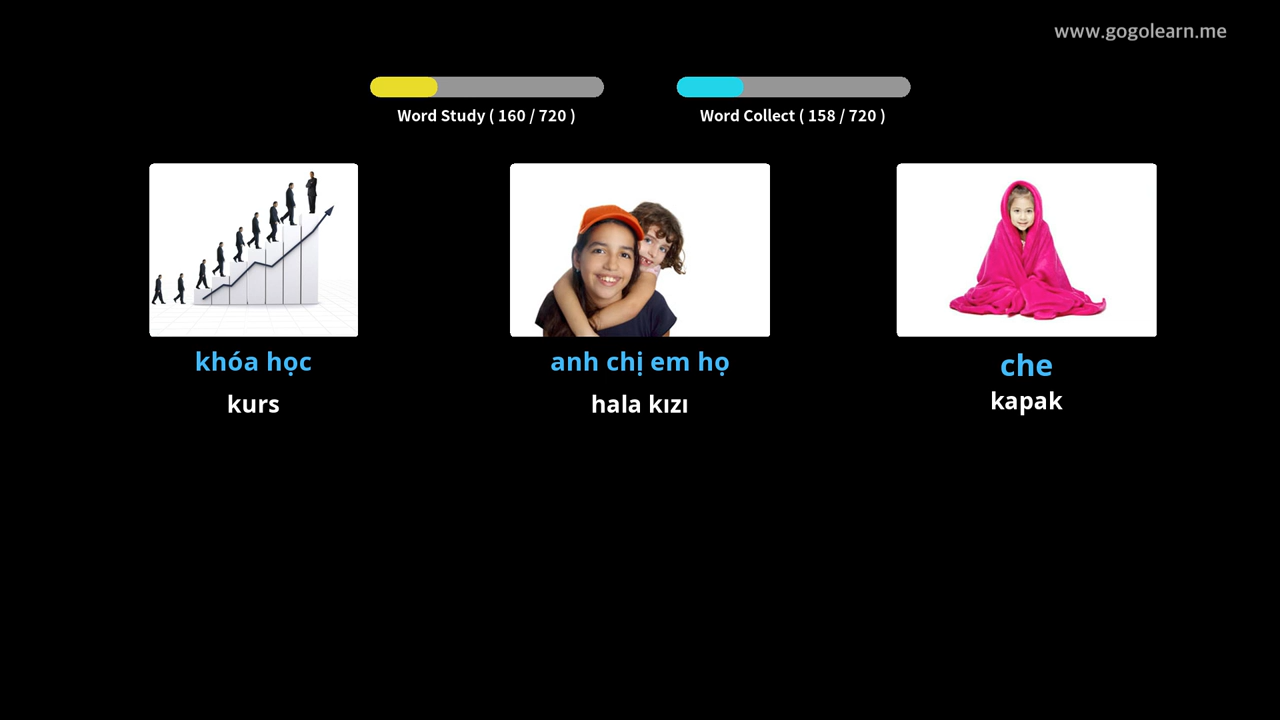 www.gogolearn.me
Word Study ( 160 / 720 )
Word Collect ( 158 / 720 )
khóa học
kurs
anh chị em họ
hala kızı
che
kapak